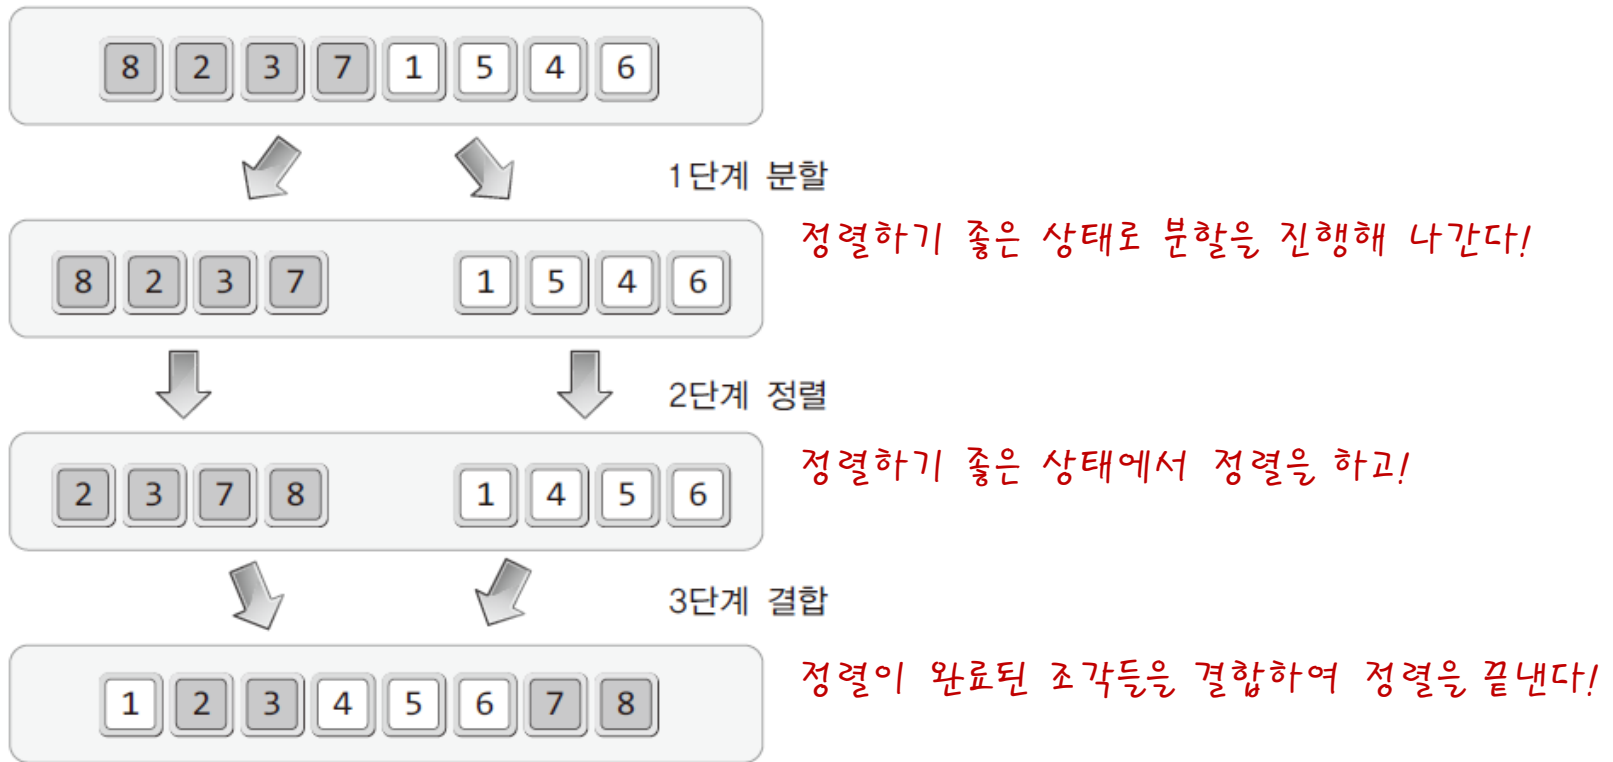 8 2 3 7 1 5 4 6
1단계 분할
정렬하기 좋은 상태로 분할을 진행해 나간다!
8 2 3 7 1 5 4 6
2단계 정렬
정렬하기 좋은 상태에서 정렬을 하고!
2 3 7 8 1 4 5 6
3단계 결합
정렬이 완료된 조각들을 결합하여 정렬을 끝낸다!
1 2 3 4 5 6 7 8